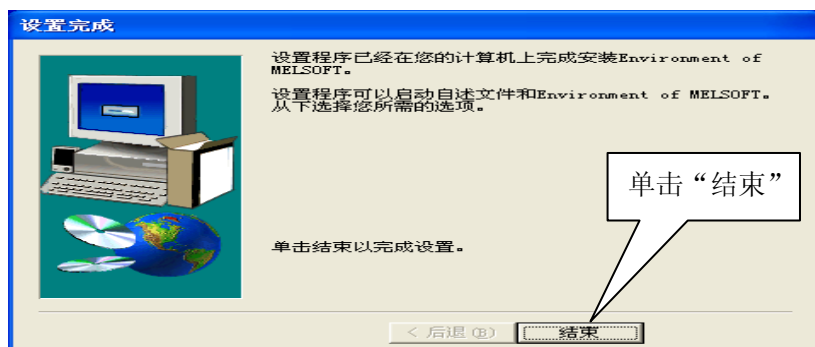 设置完成
设置程序已经在您的计算机上完成安装Environment of
MELSOFT。
设置程序可以启动自述文件和Environment of MELSOFT。
从下选择您所需的选项。
单击“结束”
单击结束以完成设置。
< 后退(B)
结束